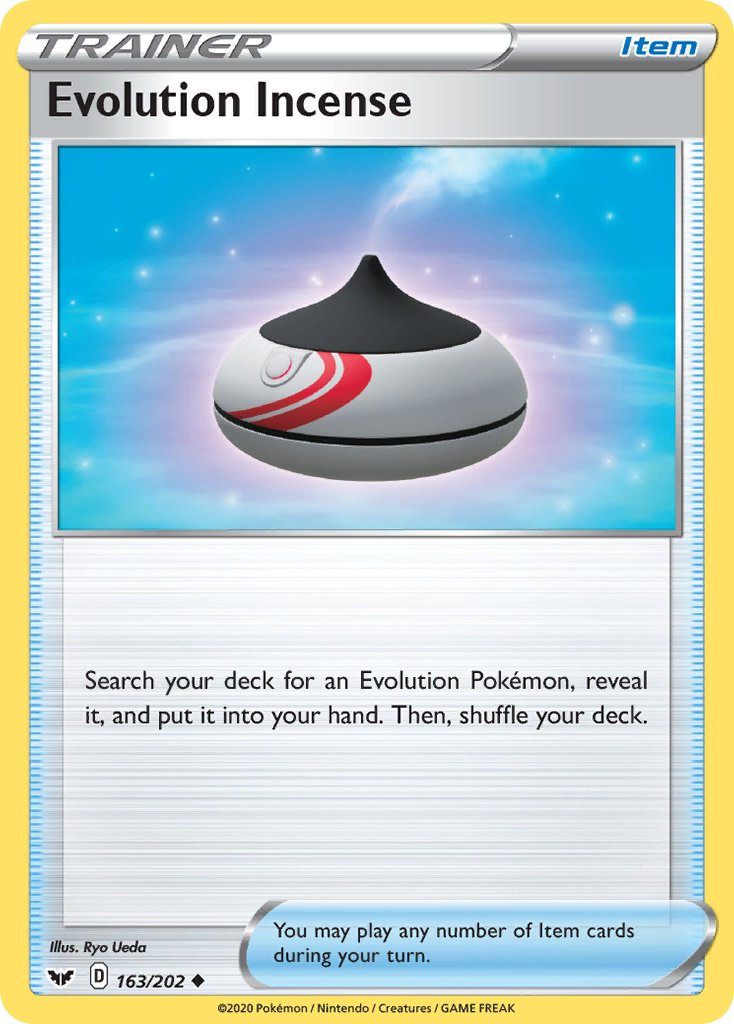 TRAINER
Item
Evolution Incense
Search your deck for an Evolution Pokémon, reveal
it, and put it into your hand. Then, shuffle your deck.
You may play any number of Item cards
during your turn.
Illus. Ryo Ueda
D 163/202
©2020 Pokémon / Nintendo / Creatures / GAME FREAK